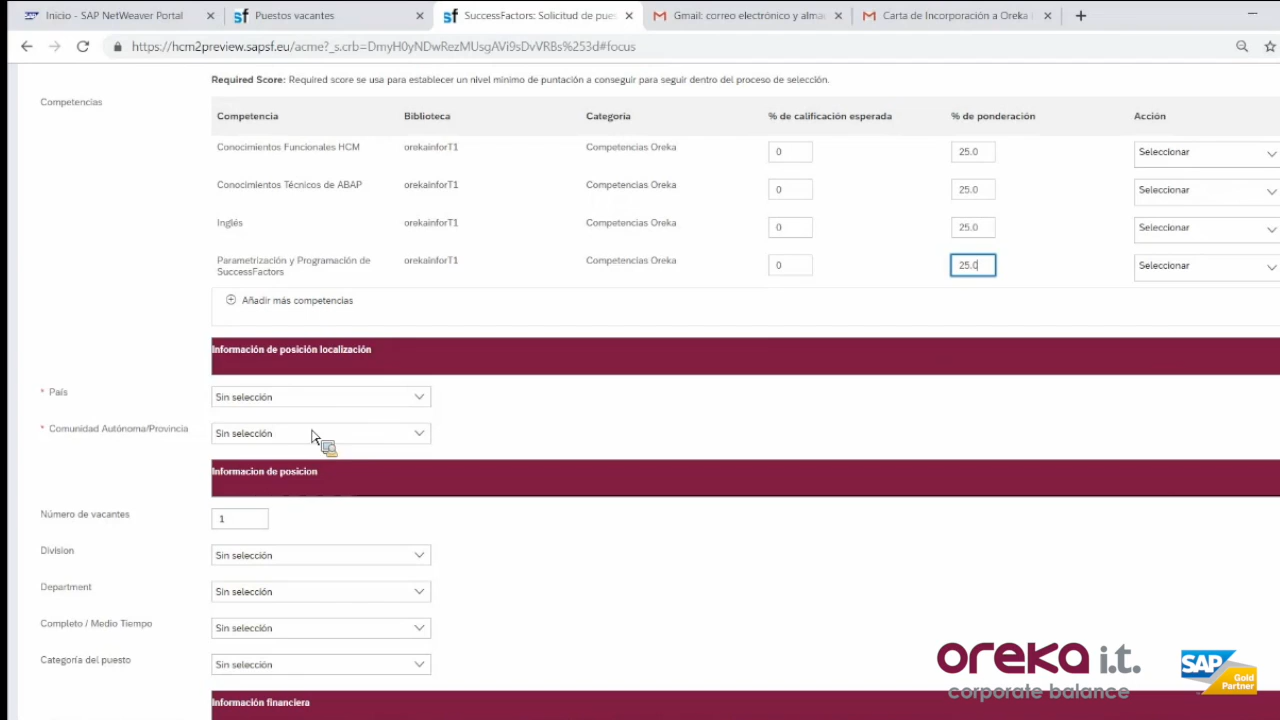 Inicio - SAP NetWeaver Portal
Puestos vacantes
SuccessFactors: Solicitud de pues
Gmail: correo electrónico y alma
Carta de Incorporación a Oreka I
https://hcm2preview.sapsf.eu/acme?_s.crb=DmyH0yNDwRezMUsgAVi9sDvVRBs%253d#focus
Required Score: Required score se usa para establecer un nivel mínimo de puntación a conseguir para seguir dentro del proceso de selección.
Competencias
Competencia Biblioteca Categoría % de calificación esperada % de ponderación Acción
Conocimientos Funcionales HCM orekainforT1 Competencias Oreka 0 25.0 Seleccionar
Conocimientos Técnicos de ABAP orekainforT1 Competencias Oreka 0 25.0 Seleccionar
Inglés orekainforT1 Competencias Oreka 0 25.0 Seleccionar
Parametrización y Programación de
SuccessFactors orekainforT1 Competencias Oreka 0 25.0 Seleccionar
Añadir más competencias
Información de posición localización
* País Sin selección
* Comunidad Autónoma/Provincia Sin selección
Informacion de posicion
Número de vacantes 1
Division Sin selección
Department Sin selección
Completo / Medio Tiempo Sin selección
Categoría del puesto Sin selección
Información financiera
oreka i.t.
corporate balance
SAP Gold
Partner